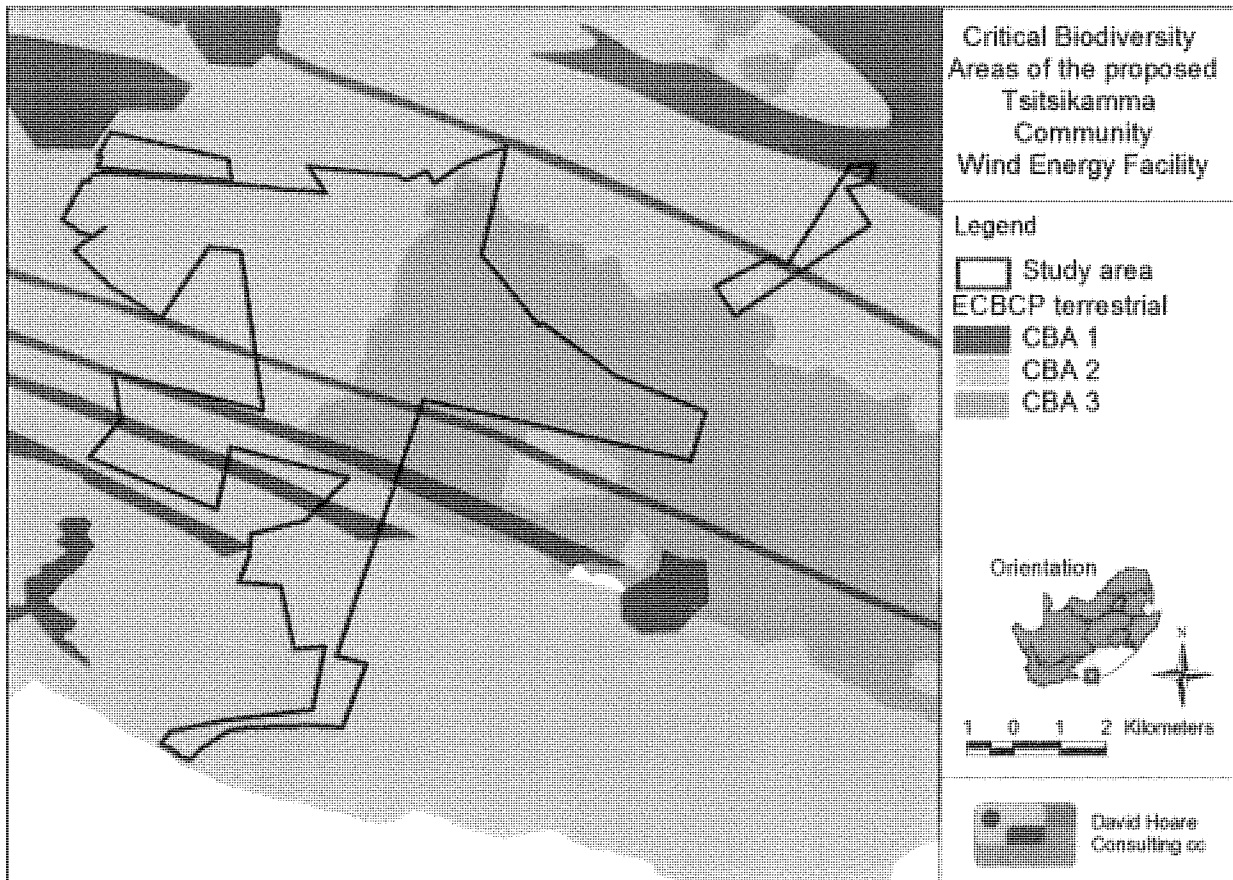 Critical Biodiversity
Areas of the proposed
Tsitsikamma
Community
Wind Energy Facility
Legend
Study area
ECBCP terrestrial
CBA 1
CBA 2
CBA 3
Orientation
N
1 0 1 2 Kilometers
David Hoare
Consulting cc